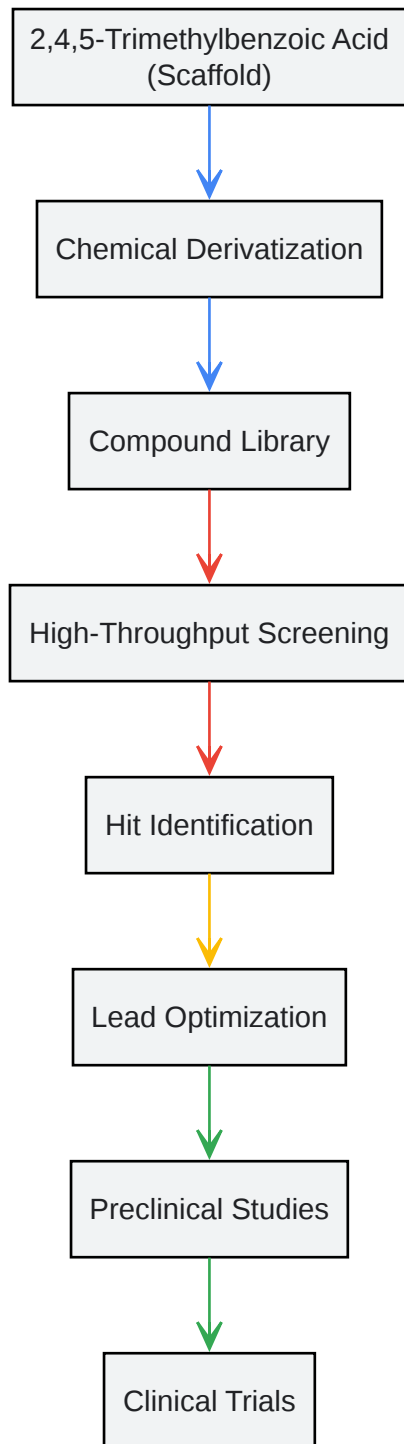 2,4,5-Trimethylbenzoic Acid
(Scaffold)
Chemical Derivatization
Compound Library
High-Throughput Screening
Hit Identification
Lead Optimization
Preclinical Studies
Clinical Trials